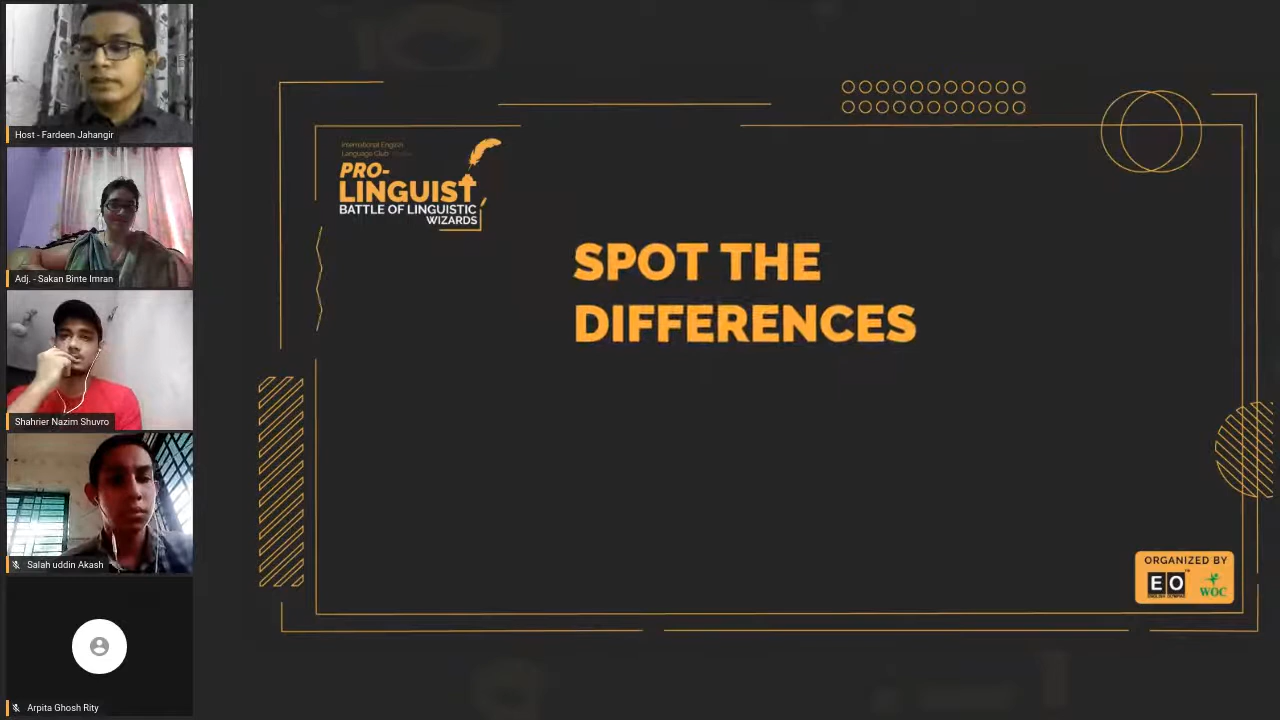 Host - Fardeen Jahangir
Adj. - Sakan Binte Imran
Shahrier Nazim Shuvro
Salah uddin Akash
Arpita Ghosh Rity
International English
Language Club
PRO-
LINGUIST
BATTLE OF LINGUISTIC
WIZARDS
SPOT THE
DIFFERENCES
ORGANIZED BY
EO
WOC